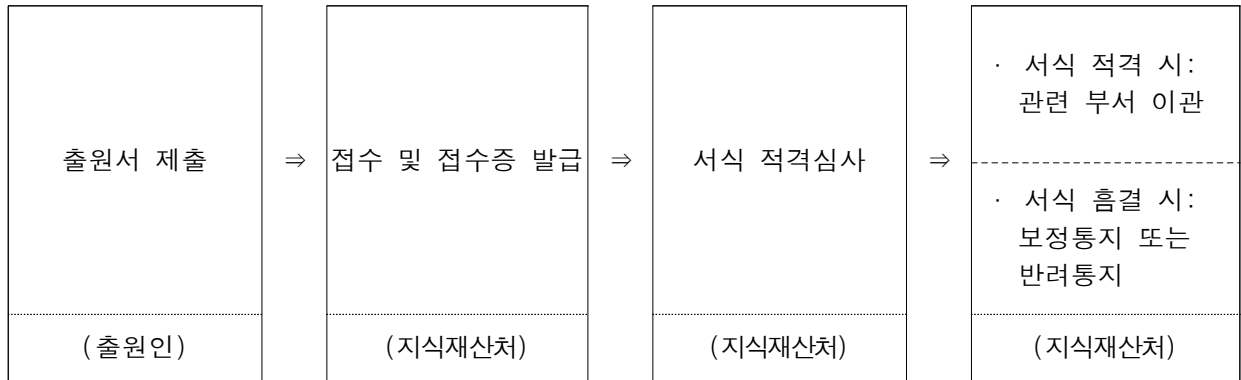 출원서 제출
⇒
접수 및 접수증 발급
⇒
서식 적격심사
⇒
· 서식 적격 시:
관련 부서 이관
· 서식 흠결 시:
보정통지 또는
반려통지
(출원인)
(지식재산처)
(지식재산처)
(지식재산처)